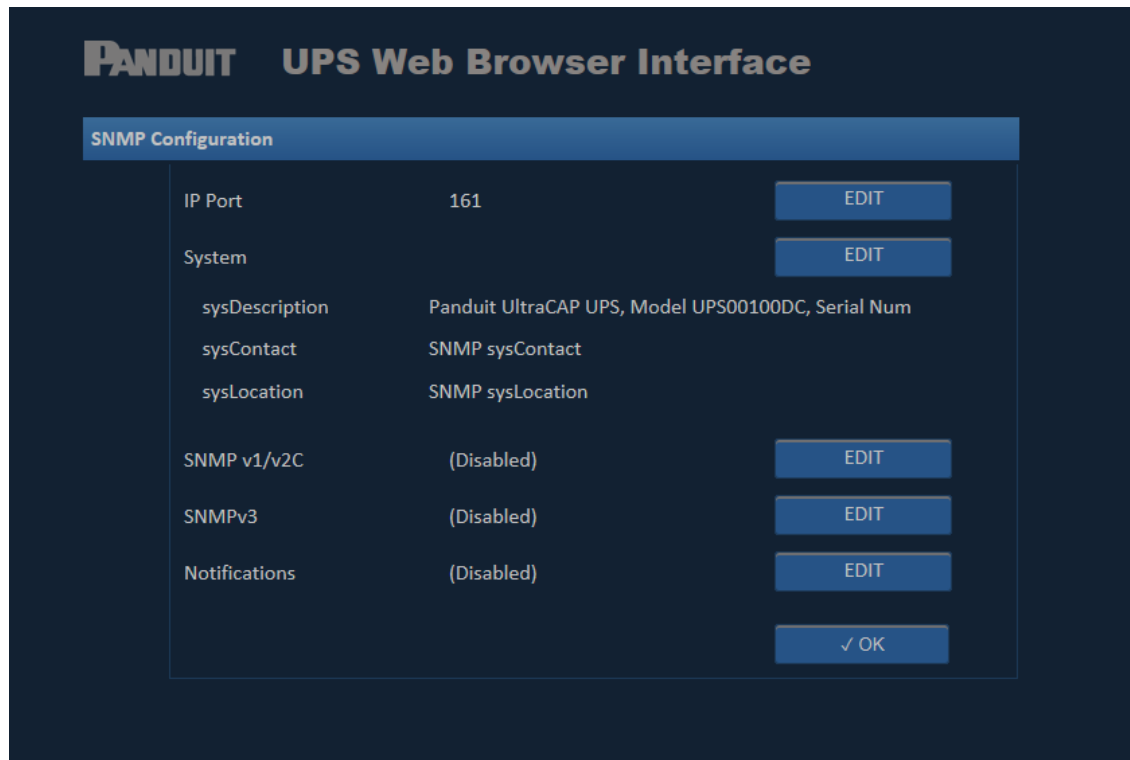 PANDUIT UPS Web Browser Interface
SNMP Configuration
IP Port 161 EDIT
System EDIT
sysDescription Panduit UltraCAP UPS, Model UPS00100DC, Serial Num
sysContact SNMP sysContact
sysLocation SNMP sysLocation
SNMP v1/v2C (Disabled) EDIT
SNMPv3 (Disabled) EDIT
Notifications (Disabled) EDIT
✓ OK